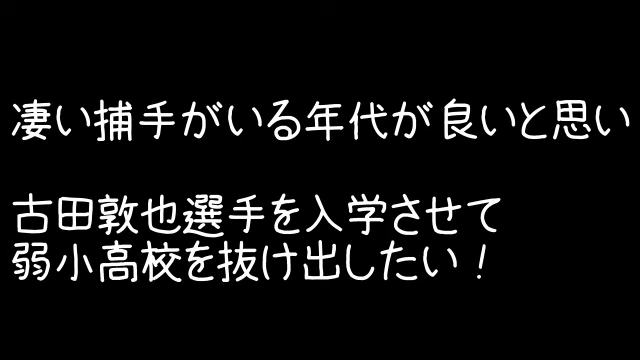 凄い捕手がいる年代が良いと思い
古田敦也選手を入学させて
弱小高校を抜け出したい！